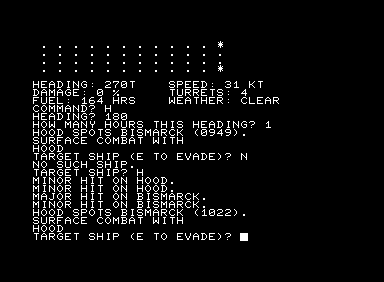 . . . . . . . . . . . *
. . . . . . . . . . . .
. . . . . . . . . . . .
. . . . . . . . . . . *
HEADING: 270T SPEED: 31 KT
DAMAGE: 0 % TURRETS: 4
FUEL: 164 HRS WEATHER: CLEAR
COMMAND? H
HEADING? 180
HOW MANY HOURS THIS HEADING? 1
HOOD SPOTS BISMARCK (0949).
SURFACE COMBAT WITH
HOOD
TARGET SHIP (E TO EVADE)? N
NO SUCH SHIP.
TARGET SHIP? H
MINOR HIT ON HOOD.
MINOR HIT ON HOOD.
MAJOR HIT ON BISMARCK.
MINOR HIT ON BISMARCK.
HOOD SPOTS BISMARCK (1022).
SURFACE COMBAT WITH
HOOD
TARGET SHIP (E TO EVADE)?